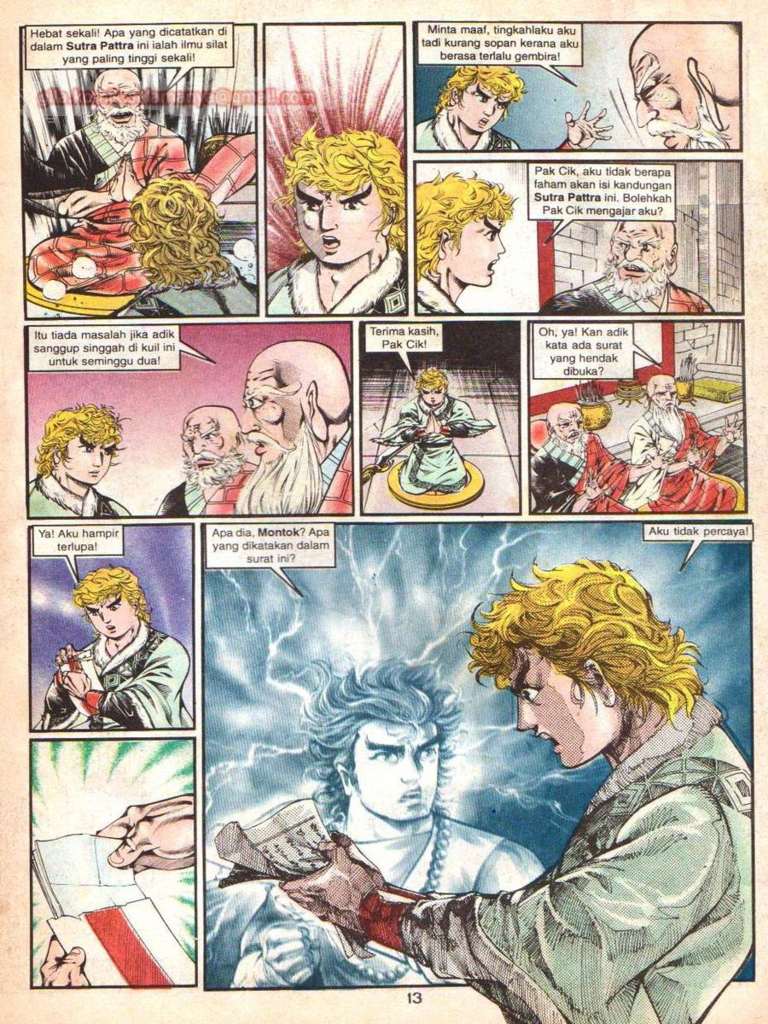 Hebat sekali! Apa yang dicatatkan di
dalam Sutra Pattra ini ialah ilmu silat
yang paling tinggi sekali!
Minta maaf, tingkahlaku aku
tadi kurang sopan kerana aku
berasa terlalu gembira!
Pak Cik, aku tidak berapa
faham akan isi kandungan
Sutra Pattra ini. Bolehkah
Pak Cik mengajar aku?
Itu tiada masalah jika adik
sanggup singgah di kuil ini
untuk seminggu dua!
Terima kasih,
Pak Cik!
Oh, ya! Kan adik
kata ada surat
yang hendak
dibuka?
Ya! Aku hampir
terlupa!
Apa dia, Montok? Apa
yang dikatakan dalam
surat ini?
Aku tidak percaya!
13